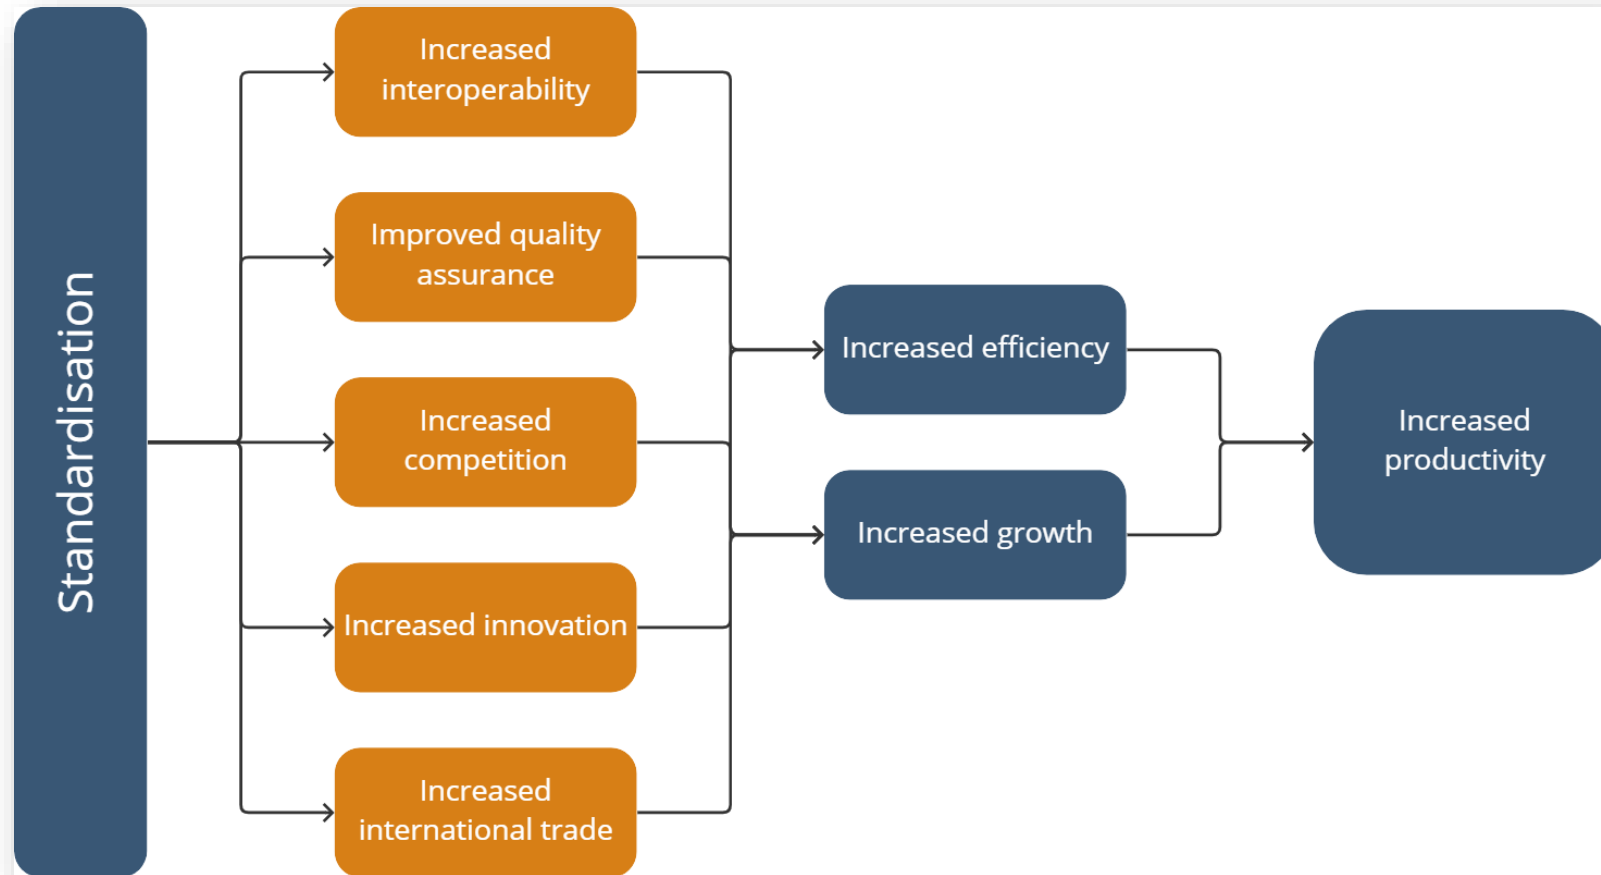 Standardisation
Increased
interoperability
Improved quality
assurance
Increased
competition
Increased innovation
Increased
international trade
Increased efficiency
Increased growth
Increased
productivity